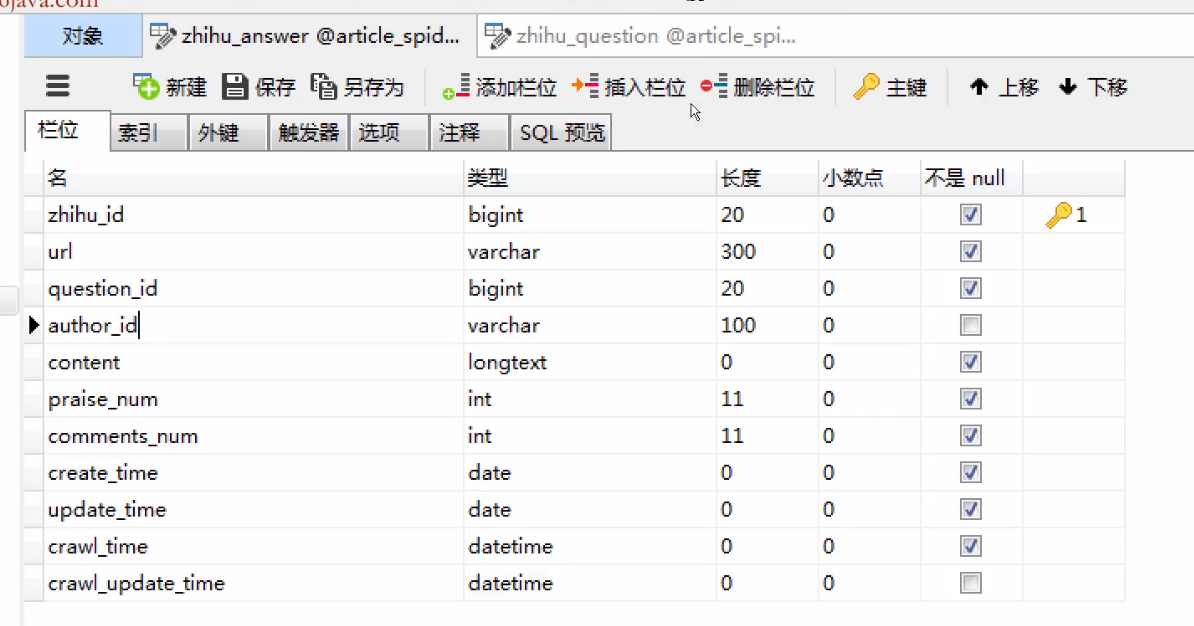 ojava.com
对象 zhihu_answer @article_spid... zhihu_question @article_spi...
新建 保存 另存为 添加栏位 插入栏位 删除栏位 主键 上移 下移
栏位 索引 外键 触发器 选项 注释 SQL 预览
名 类型 长度 小数点 不是 null
zhihu_id bigint 20 0 1
url varchar 300 0
question_id bigint 20 0
author_id varchar 100 0
content longtext 0 0
praise_num int 11 0
comments_num int 11 0
create_time date 0 0
update_time date 0 0
crawl_time datetime 0 0
crawl_update_time datetime 0 0